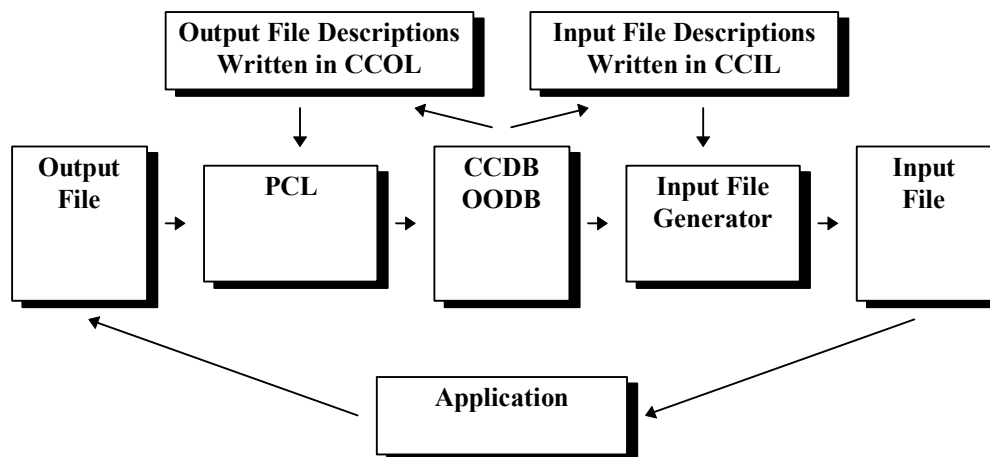 Output File Descriptions
Written in CCOL
Input File Descriptions
Written in CCIL
Output
File
PCL
CCDB
OODB
Input File
Generator
Input
File
Application